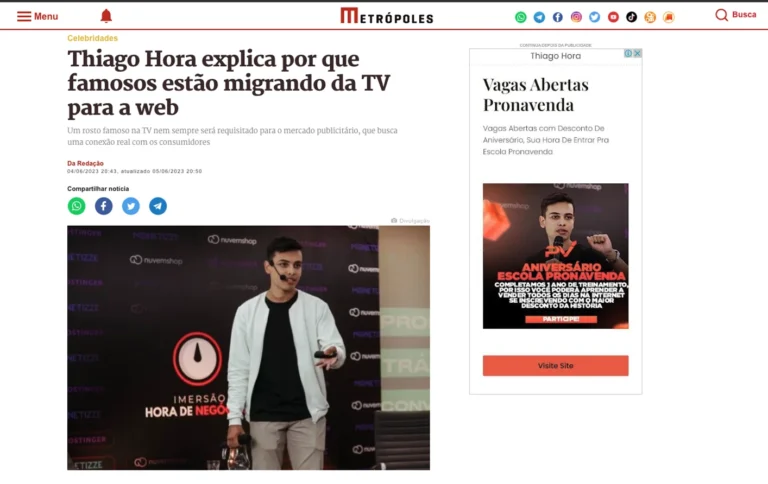 Menu
METRÓPOLES
Busca
Celebridades
Thiago Hora explica por que
famosos estão migrando da TV
para a web
Um rosto famoso na TV nem sempre será requisitado para o mercado publicitário, que busca
uma conexão real com os consumidores
Da Redação
04/06/2023 20:43, atualizado 05/06/2023 20:50
Compartilhar notícia
Divulgação
nuvemshop
nuvemshop
nuvemshop
nuvemshop
IMERSÃO
HORA DE NEGÓ
CONTINUA DEPOIS DA PUBLICIDADE
Thiago Hora
Vagas Abertas
Pronavenda
Vagas Abertas com Desconto De
Aniversário, Sua Hora De Entrar Pra
Escola Pronavenda
PV
ANIVERSÁRIO
ESCOLA PRONAVENDA
COMPLETAMOS 1 ANO DE TREINAMENTO,
POR ISSO VOCÊ PODERÁ APRENDER A
VENDER TODOS OS DIAS NA INTERNET
SE INSCREVENDO COM O MAIOR
DESCONTO DA HISTÓRIA
PARTICIPE!
Visite Site